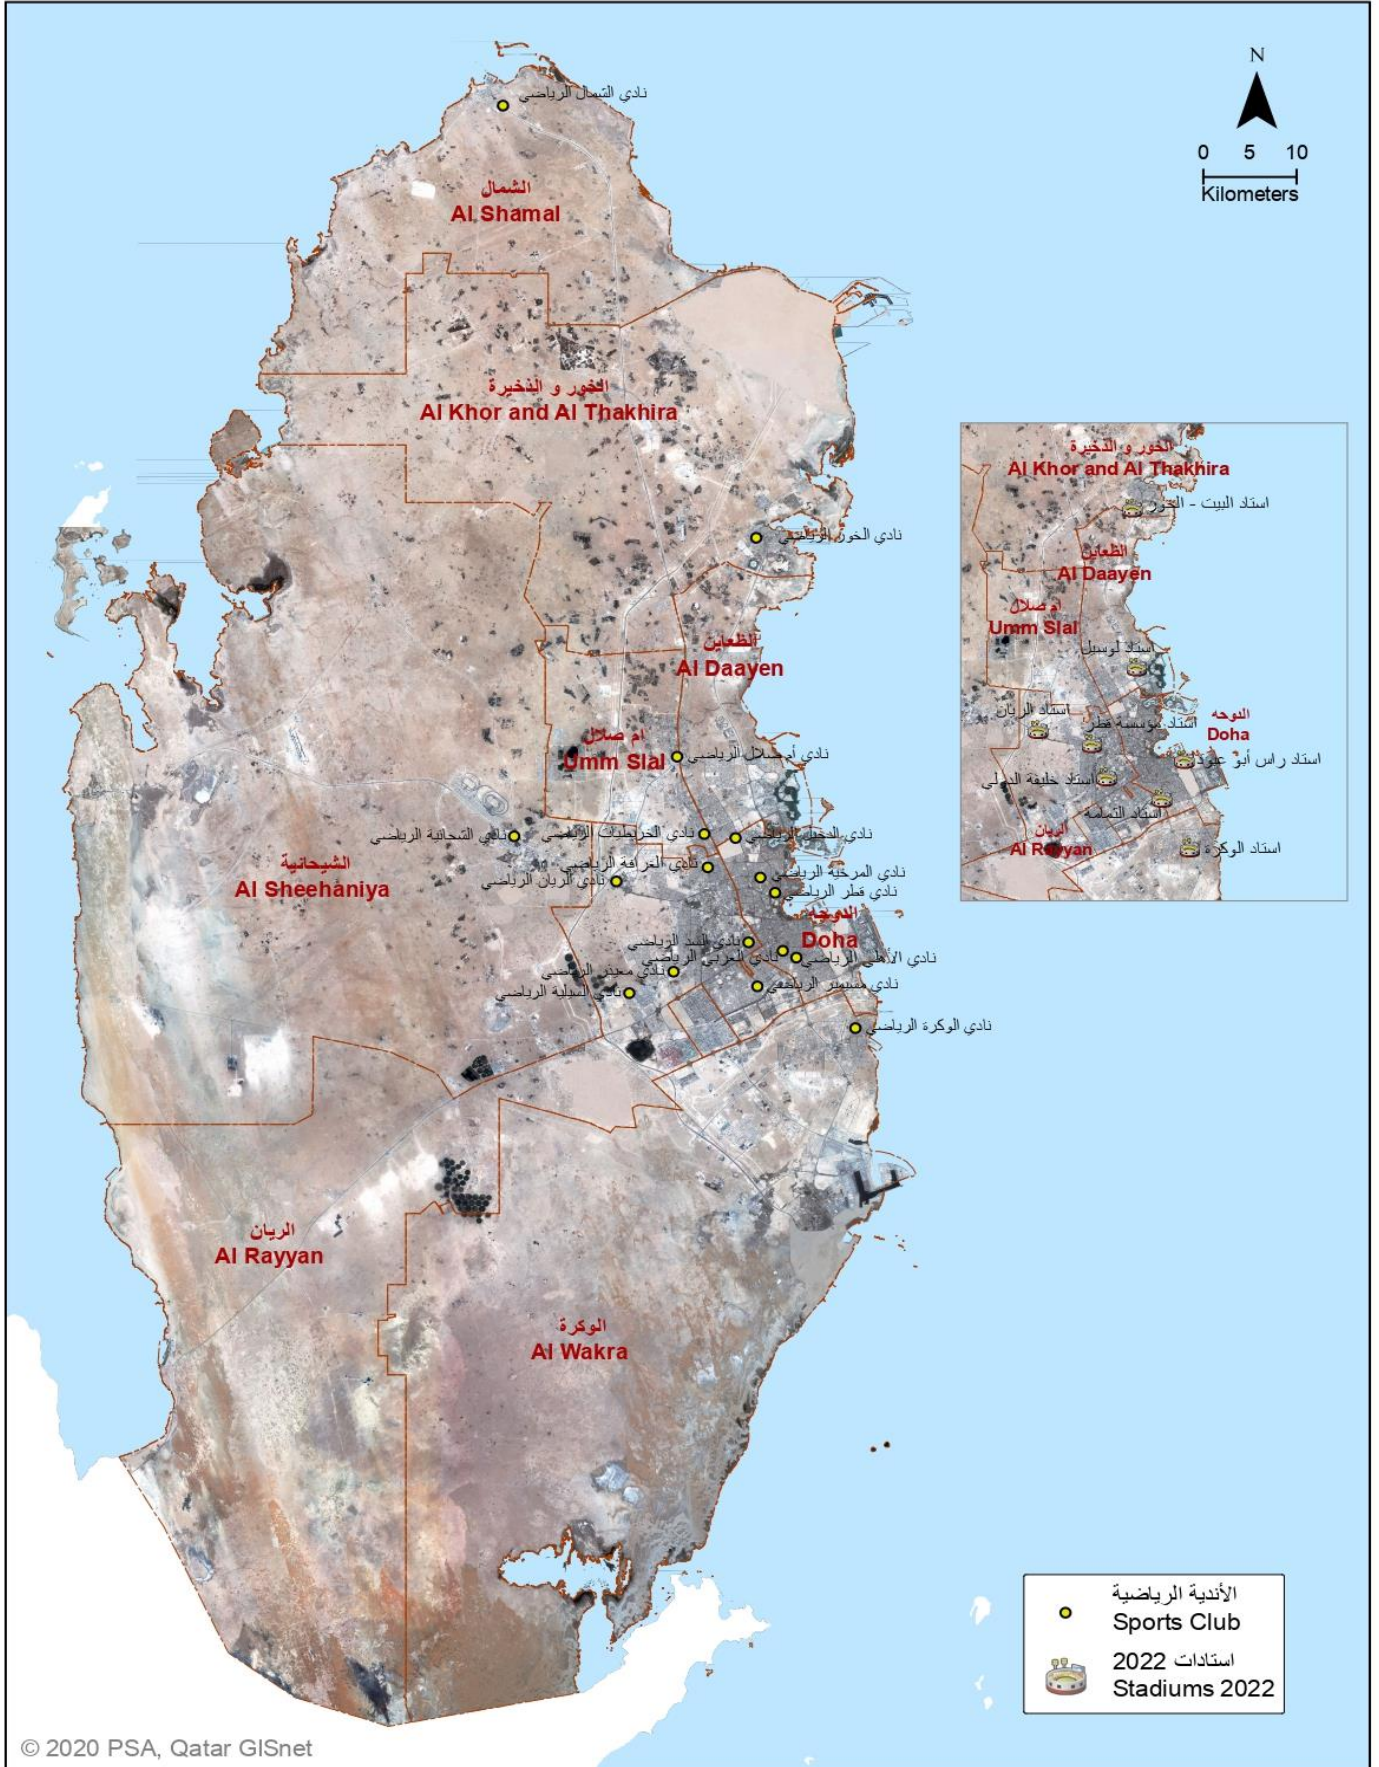 N
0 5 10
Kilometers
نادي الشمال الرياضي
الشمال
Al Shamal
الخور و الذخيرة
Al Khor and Al Thakhira
نادي الخور الرياضي
الظعاين
Al Daayen
ام صلال
Umm Slal
نادي أم صلال الرياضي
نادي الشحانية الرياضي
نادي الخريطيات الرياضي
نادي الدحيل الرياضي
الشيحانية
Al Sheehaniya
نادي الغرافة الرياضي
نادي الريان الرياضي
نادي المرخية الرياضي
نادي قطر الرياضي
الدوحه
Doha
نادي السد الرياضي
نادي العربي الرياضي
نادي الأهلي الرياضي
نادي معيذر الرياضي
نادي مسيمير الرياضي
نادي السيلية الرياضي
نادي الوكرة الرياضي
الريان
Al Rayyan
الوكرة
Al Wakra
الخور و الذخيرة
Al Khor and Al Thakhira
استاد البيت - الخور
الظعاين
Al Daayen
ام صلال
Umm Slal
استاد لوسيل
استاد الريان
استاد مؤسسة قطر
الدوحه
Doha
استاد راس أبو عبود
استاد خليفة الدولي
استاد الثمامة
الريان
Al Rayyan
استاد الوكرة
الأندية الرياضية
Sports Club
استادات 2022
Stadiums 2022
© 2020 PSA, Qatar GISnet